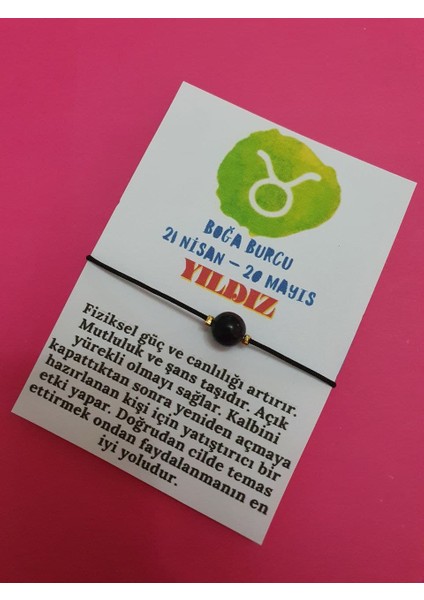 BOĞA BURCU
21 NİSAN – 20 MAYIS
YILDIZ
Fiziksel güç ve canlılığı artırır.
Mutluluk ve şans taşıdır. Açık
yürekli olmayı sağlar. Kalbini
kapattıktan sonra yeniden açmaya
hazırlanan kişi için yatıştırıcı bir
etki yapar. Doğrudan cilde temas
ettirmek ondan faydalanmanın en
iyi yoludur.